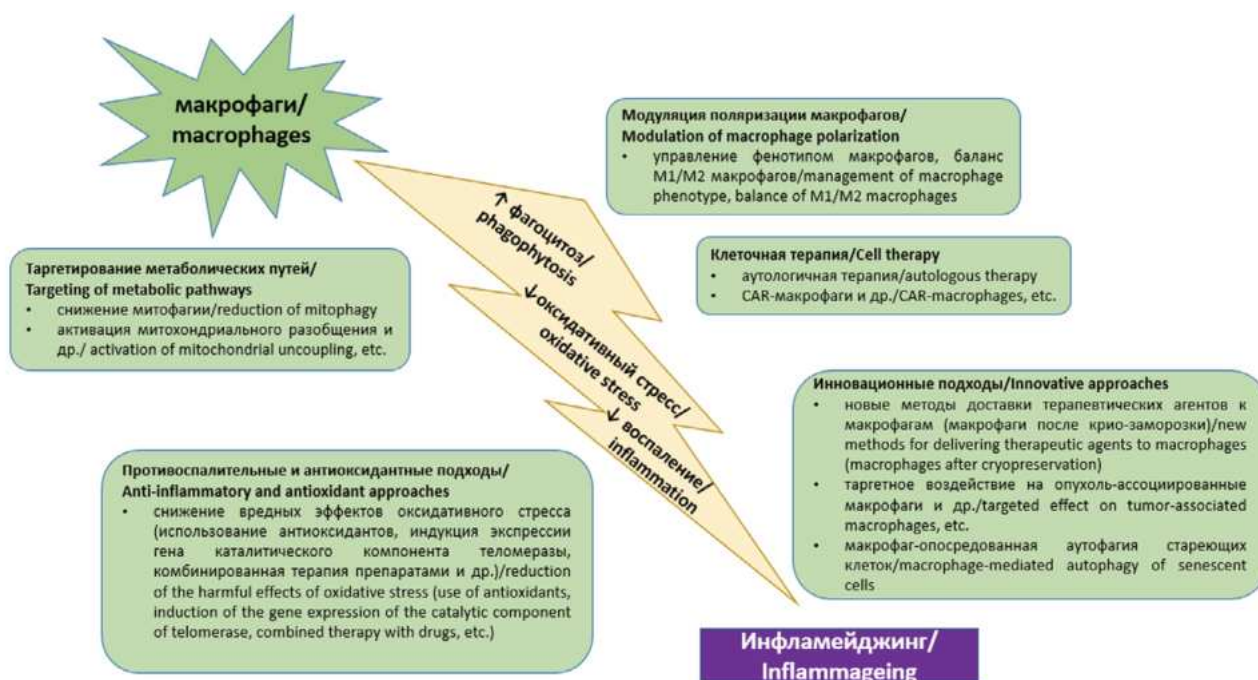 макрофаги/
macrophages
Модуляция поляризации макрофагов/
Modulation of macrophage polarization
• управление фенотипом макрофагов, баланс
M1/M2 макрофагов/management of macrophage
phenotype, balance of M1/M2 macrophages
↑ фагоцитоз/
phagophytosis
Клеточная терапия/Cell therapy
• аутологичная терапия/autologous therapy
• CAR-макрофаги и др./CAR-macrophages, etc.
Таргетирование метаболических путей/
Targeting of metabolic pathways
• снижение митофагии/reduction of mitophagy
• активация митохондриального разобщения и
др./ activation of mitochondrial uncoupling, etc.
↓ оксидативный стресс/
oxidative stress
Инновационные подходы/Innovative approaches
• новые методы доставки терапевтических агентов к
макрофагам (макрофаги после крио-заморозки)/new
methods for delivering therapeutic agents to macrophages
(macrophages after cryopreservation)
• таргетное воздействие на опухоль-ассоциированные
макрофаги и др./targeted effect on tumor-associated
macrophages, etc.
• макрофаг-опосредованная аутофагия стареющих
клеток/macrophage-mediated autophagy of senescent
cells
↓ воспаление/
inflammation
Противоспалительные и антиоксидантные подходы/
Anti-inflammatory and antioxidant approaches
• снижение вредных эффектов оксидативного стресса
(использование антиоксидантов, индукция экспрессии
гена каталитического компонента теломеразы,
комбинированная терапия препаратами и др.)/reduction
of the harmful effects of oxidative stress (use of antioxidants,
induction of the gene expression of the catalytic component
of telomerase, combined therapy with drugs, etc.)
Инфламейджинг/
Inflammageing